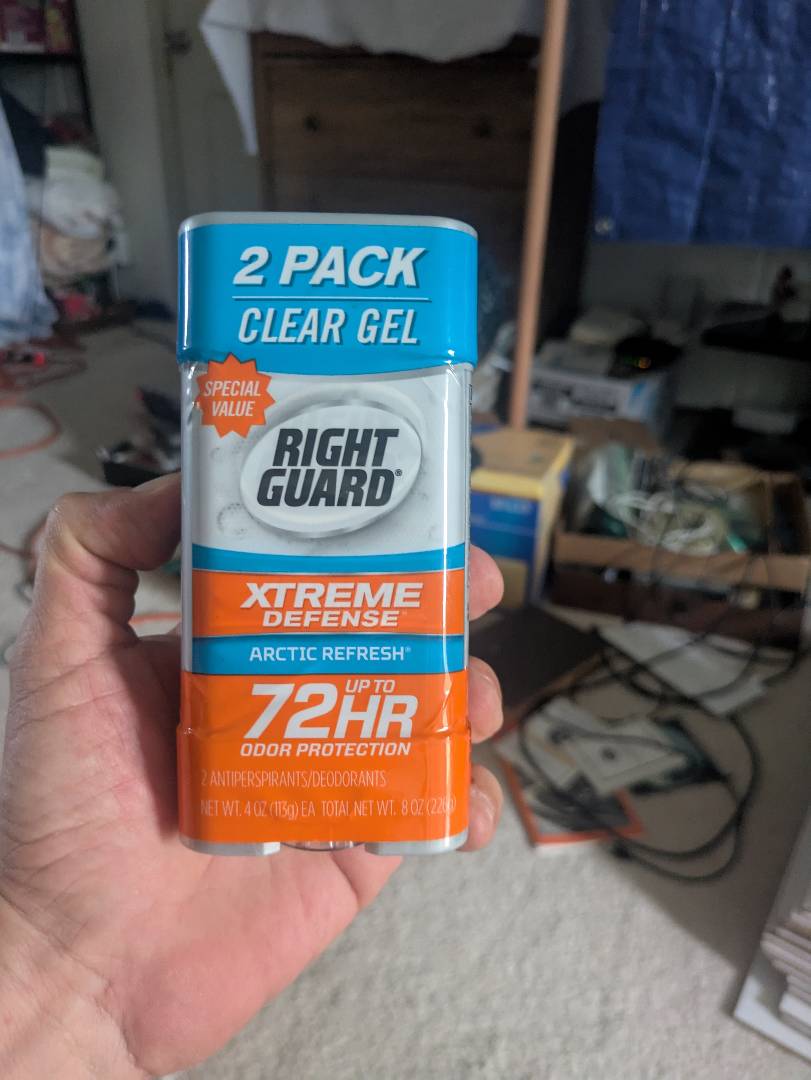 2 PACK
CLEAR GEL
SPECIAL
VALUE
RIGHT
GUARD®
XTREME
DEFENSE®
ARCTIC REFRESH®
UP TO
72HR
ODOR PROTECTION
2 ANTIPERSPIRANTS/DEODORANTS
NET WT. 4 OZ (113g) EA TOTAL NET WT. 8 OZ (226g)